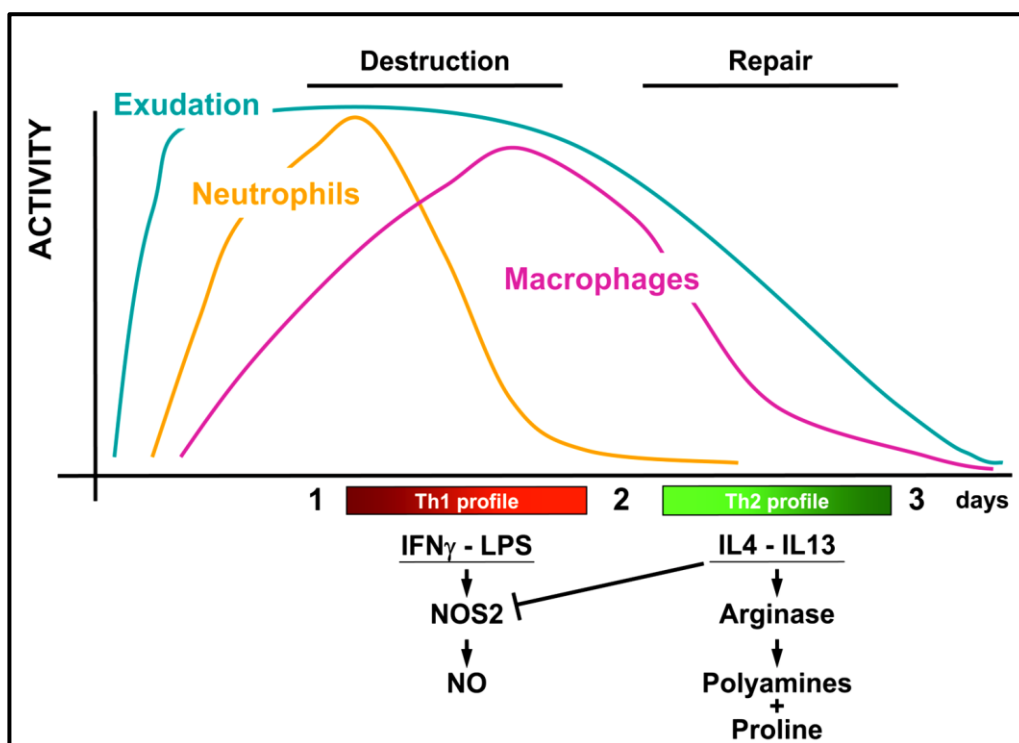 Destruction
Repair
Exudation
Neutrophils
Macrophages
ACTIVITY
1 Th1 profile 2 Th2 profile 3 days
IFNγ - LPS
IL4 - IL13
NOS2
Arginase
NO
Polyamines
+
Proline